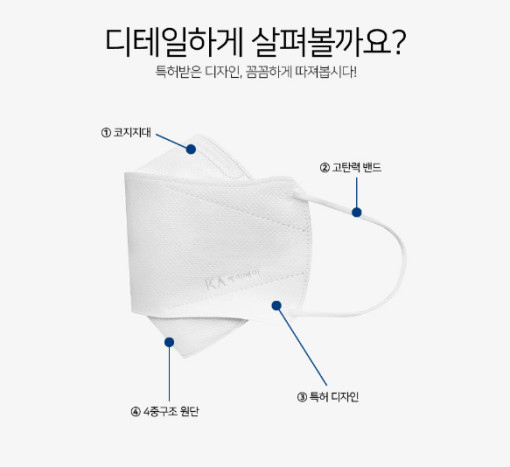 디테일하게 살펴볼까요?
특허받은 디자인, 꼼꼼하게 따져봅시다!
① 코지지대
② 고탄력 밴드
KA
③ 특허 디자인
④ 4중구조 원단